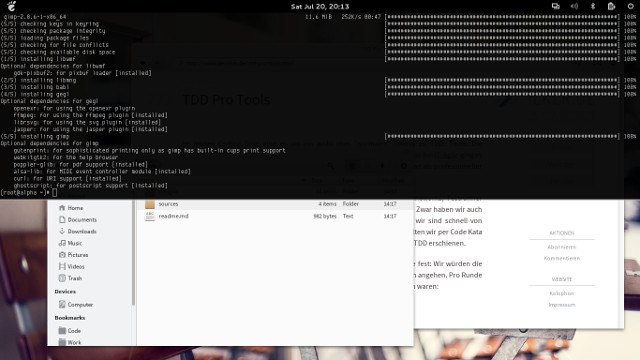 Sat Jul 20, 20:13
gimp-2.8.6-1-x86_64 11.6 MiB 252K/s 00:47 100%
(5/5) checking keys in keyring 100%
(5/5) checking package integrity 100%
(5/5) loading package files 100%
(5/5) checking for file conflicts 100%
(5/5) checking available disk space 100%
(1/5) installing libwmf 100%
Optional dependencies for libwmf
gdk-pixbuf2: for pixbuf loader [installed]
(2/5) installing libmng 100%
(3/5) installing babl 100%
(4/5) installing gegl 100%
Optional dependencies for gegl
openexr: for using the openexr plugin
ffmpeg: for using the ffmpeg plugin [installed]
librsvg: for using the svg plugin [installed]
jasper: for using the jasper plugin [installed]
(5/5) installing gimp 100%
Optional dependencies for gimp
gutenprint: for sophisticated printing only as gimp has built-in cups print support
webkitgtk2: for the help browser
poppler-glib: for pdf support [installed]
alsa-lib: for MIDI event controller module [installed]
curl: for URI support [installed]
ghostscript: for postscript support [installed]
[root@alpha ~]#
TDD Pro Tools
Home
Documents
Downloads
Music
Pictures
Videos
Trash
Devices
Computer
Bookmarks
Code
Work
sources 4 items Folder 14:17
readme.md 902 bytes Text 14:17
Zwar haben wir auch
wir sind schnell von
ten wir per Code Kata
TDD erschienen.
e fest: Wir würden die
n angehen. Pro Runde
n waren:
AKTIONEN
Abonnieren
Kommentieren
WEBSITE
Kolophon
Impressum